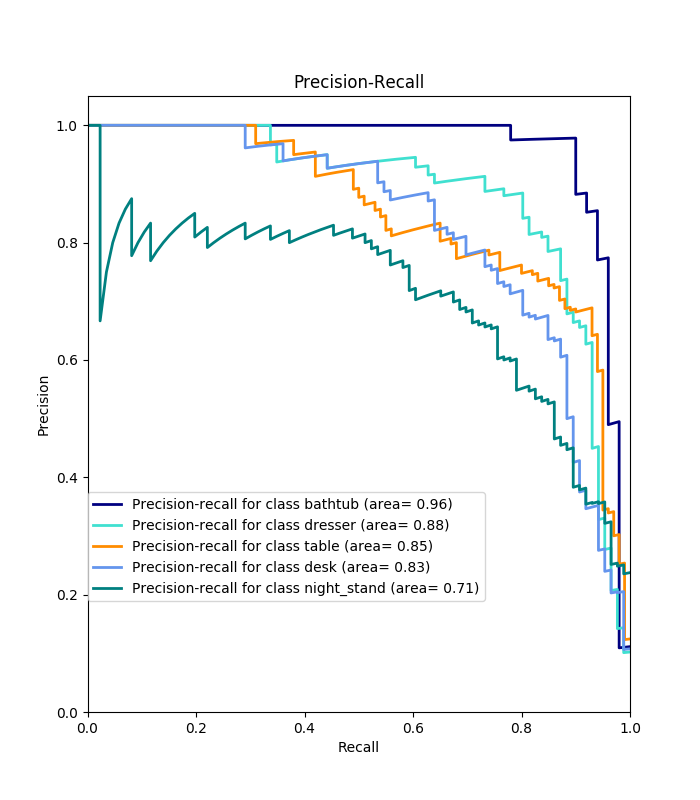 Precision-Recall
1.0
0.8
0.6
0.4
0.2
0.0
Precision
Precision-recall for class bathtub (area= 0.96)
Precision-recall for class dresser (area= 0.88)
Precision-recall for class table (area= 0.85)
Precision-recall for class desk (area= 0.83)
Precision-recall for class night_stand (area= 0.71)
0.0 0.2 0.4 0.6 0.8 1.0
Recall